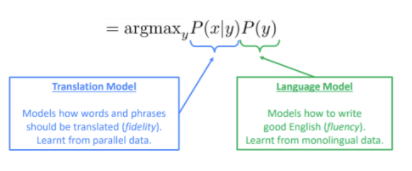 = argmax_y P(x|y)P(y)
Translation Model
Models how words and phrases
should be translated (fidelity).
Learnt from parallel data.
Language Model
Models how to write
good English (fluency).
Learnt from monolingual data.